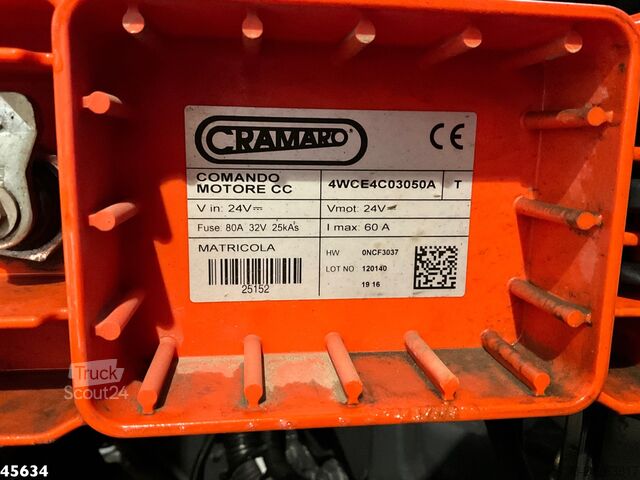 CRAMARO®
CE
COMANDO
MOTORE CC
4WCE4C03050A T
V in: 24V
Vmot: 24V
Fuse: 80A 32V 25kA's
I max: 60 A
MATRICOLA
25152
HW 0NCF3037
LOT NO 120140
19 16
Truck
Scout24
45634